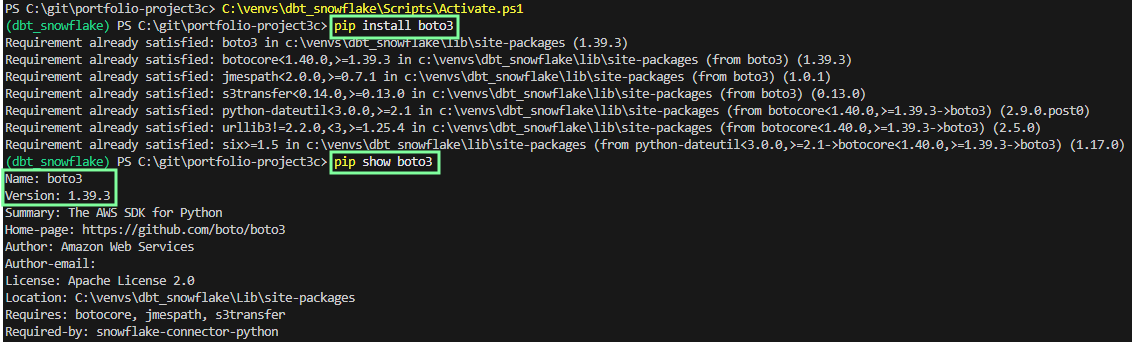 PS C:\git\portfolio-project3c> C:\venvs\dbt_snowflake\Scripts\Activate.ps1
(dbt_snowflake) PS C:\git\portfolio-project3c> pip install boto3
Requirement already satisfied: boto3 in c:\venvs\dbt_snowflake\lib\site-packages (1.39.3)
Requirement already satisfied: botocore<1.40.0,>=1.39.3 in c:\venvs\dbt_snowflake\lib\site-packages (from boto3) (1.39.3)
Requirement already satisfied: jmespath<2.0.0,>=0.7.1 in c:\venvs\dbt_snowflake\lib\site-packages (from boto3) (1.0.1)
Requirement already satisfied: s3transfer<0.14.0,>=0.13.0 in c:\venvs\dbt_snowflake\lib\site-packages (from boto3) (0.13.0)
Requirement already satisfied: python-dateutil<3.0.0,>=2.1 in c:\venvs\dbt_snowflake\lib\site-packages (from botocore<1.40.0,>=1.39.3->boto3) (2.9.0.post0)
Requirement already satisfied: urllib3!=2.2.0,<3,>=1.25.4 in c:\venvs\dbt_snowflake\lib\site-packages (from botocore<1.40.0,>=1.39.3->boto3) (2.5.0)
Requirement already satisfied: six>=1.5 in c:\venvs\dbt_snowflake\lib\site-packages (from python-dateutil<3.0.0,>=2.1->botocore<1.40.0,>=1.39.3->boto3) (1.17.0)
(dbt_snowflake) PS C:\git\portfolio-project3c> pip show boto3
Name: boto3
Version: 1.39.3
Summary: The AWS SDK for Python
Home-page: https://github.com/boto/boto3
Author: Amazon Web Services
Author-email:
License: Apache License 2.0
Location: C:\venvs\dbt_snowflake\Lib\site-packages
Requires: botocore, jmespath, s3transfer
Required-by: snowflake-connector-python